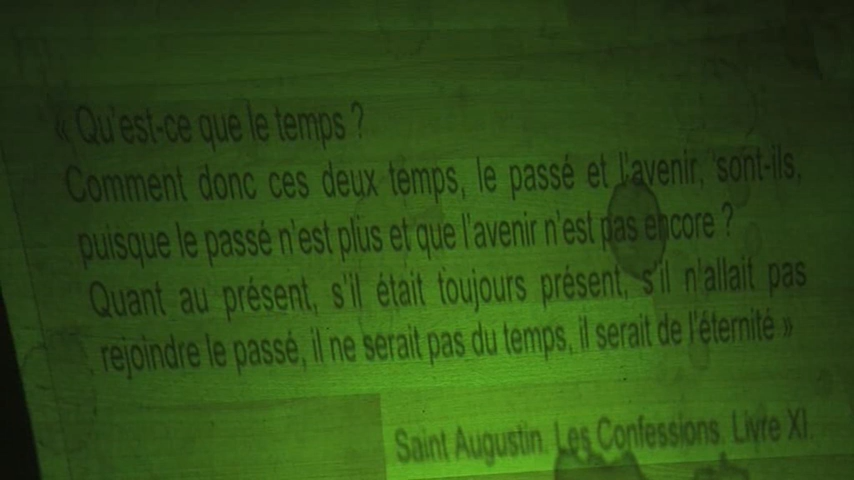 « Qu'est-ce que le temps ?
Comment donc ces deux temps, le passé et l'avenir, sont-ils,
puisque le passé n'est plus et que l'avenir n'est pas encore ?
Quant au présent, s'il était toujours présent, s'il n'allait pas
rejoindre le passé, il ne serait pas du temps, il serait de l'éternité »
Saint Augustin. Les Confessions. Livre XI.